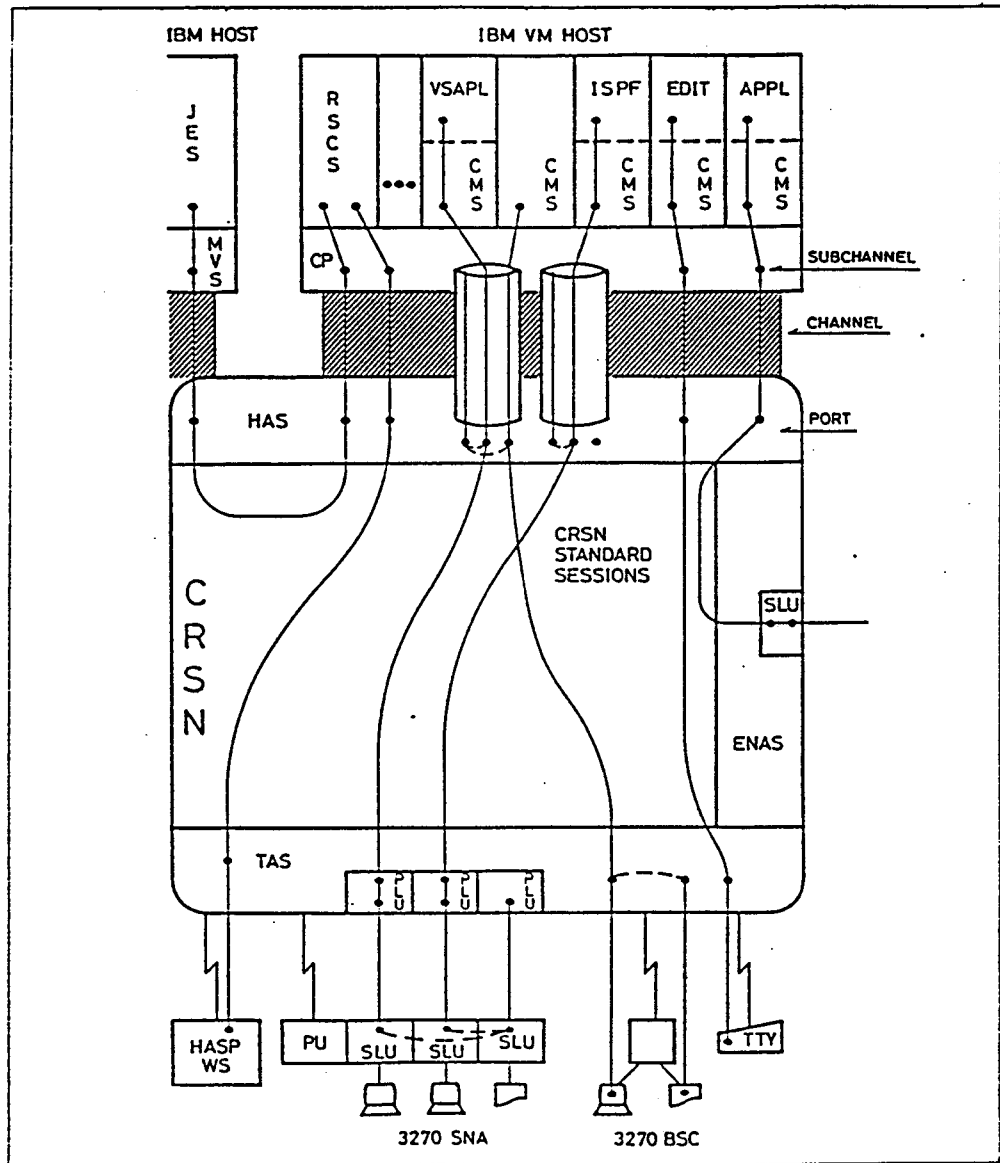 IBM HOST
IBM VM HOST
JES
RSCS
VSAPL
ISPF
EDIT
APPL
CMS
CMS
CMS
CMS
CMS
MVS
CP
SUBCHANNEL
CHANNEL
HAS
PORT
CRSN
STANDARD
SESSIONS
CRSN
SLU
ENAS
TAS
PLU
PLU
PLU
HASP
WS
PU
SLU
SLU
SLU
TTY
3270 SNA
3270 BSC